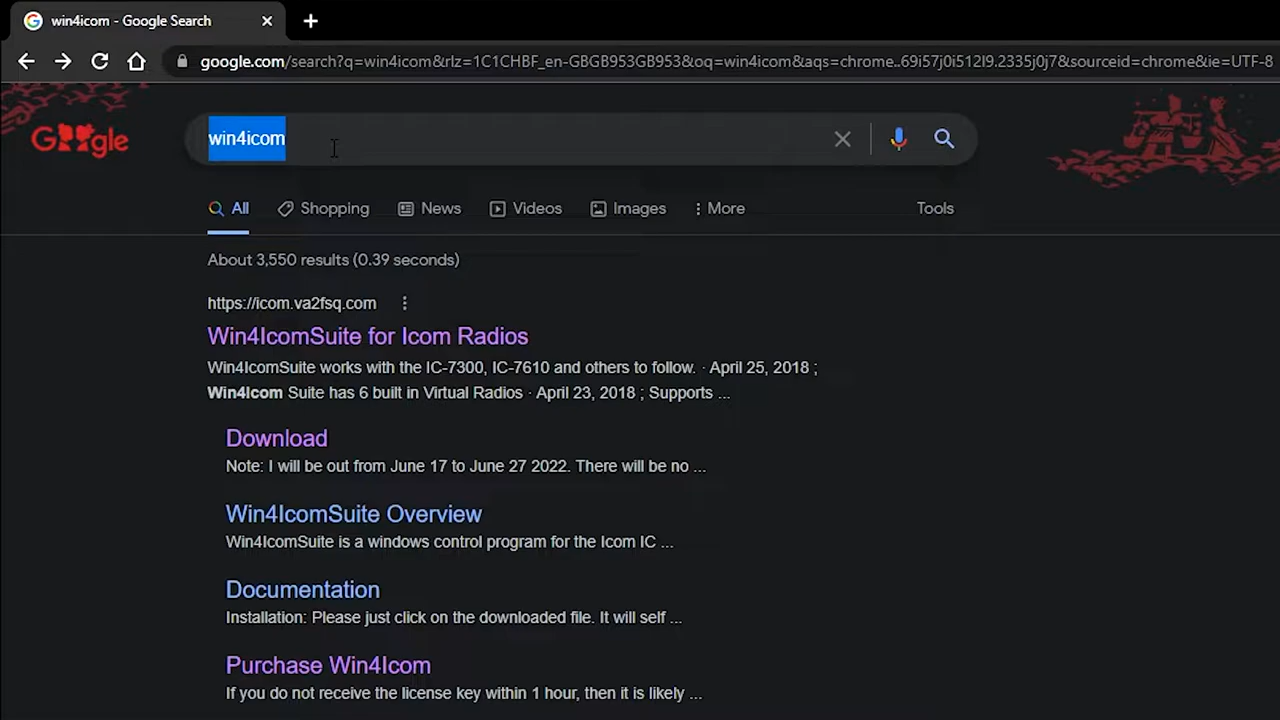 win4icom - Google Search
google.com/search?q=win4icom&rlz=1C1CHBF_en-GBGB953GB953&oq=win4icom&aqs=chrome..69i57j0i512l9.2335j0j7&sourceid=chrome&ie=UTF-8
Google
win4icom
All Shopping News Videos Images More Tools
About 3,550 results (0.39 seconds)
https://icom.va2fsq.com
Win4IcomSuite for Icom Radios
Win4IcomSuite works with the IC-7300, IC-7610 and others to follow. · April 25, 2018 ;
Win4Icom Suite has 6 built in Virtual Radios · April 23, 2018 ; Supports ...
Download
Note: I will be out from June 17 to June 27 2022. There will be no ...
Win4IcomSuite Overview
Win4IcomSuite is a windows control program for the Icom IC ...
Documentation
Installation: Please just click on the downloaded file. It will self ...
Purchase Win4Icom
If you do not receive the license key within 1 hour, then it is likely ...